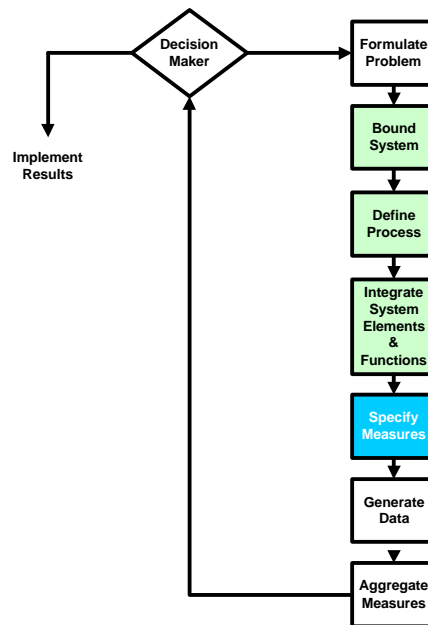 Decision
Maker
Formulate
Problem
Bound
System
Implement
Results
Define
Process
Integrate
System
Elements
&
Functions
Specify
Measures
Generate
Data
Aggregate
Measures